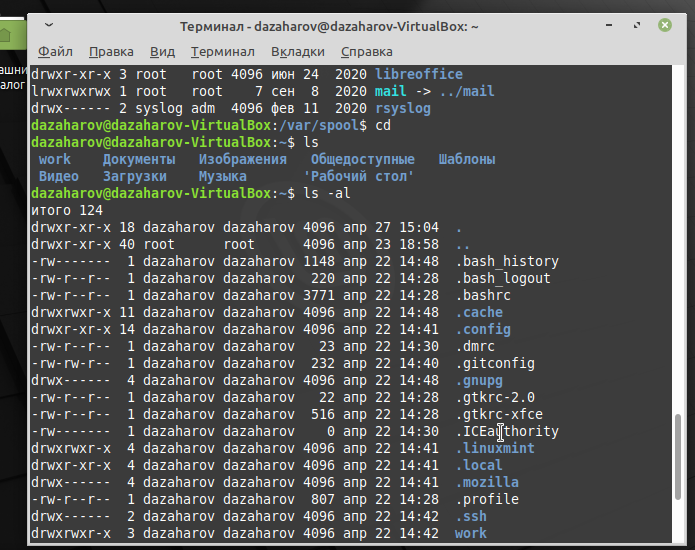 Терминал - dazaharov@dazaharov-VirtualBox: ~
Файл Правка Вид Терминал Вкладки Справка
drwxr-xr-x 3 root   root 4096 июн 24  2020 libreoffice
lrwxrwxrwx 1 root   root    7 сен  8  2020 mail -> ../mail
drwx------ 2 syslog adm  4096 фев 11  2020 rsyslog
dazaharov@dazaharov-VirtualBox:/var/spool$ cd
dazaharov@dazaharov-VirtualBox:~$ ls
work    Документы   Изображения   Общедоступные   Шаблоны
Видео   Загрузки    Музыка       'Рабочий стол'
dazaharov@dazaharov-VirtualBox:~$ ls -al
итого 124
drwxr-xr-x 18 dazaharov dazaharov 4096 апр 27 15:04  .
drwxr-xr-x 40 root      root      4096 апр 23 18:58  ..
-rw-------  1 dazaharov dazaharov 1148 апр 22 14:48  .bash_history
-rw-r--r--  1 dazaharov dazaharov  220 апр 22 14:28  .bash_logout
-rw-r--r--  1 dazaharov dazaharov 3771 апр 22 14:28  .bashrc
drwxrwxr-x 11 dazaharov dazaharov 4096 апр 22 14:48  .cache
drwxr-xr-x 14 dazaharov dazaharov 4096 апр 22 14:41  .config
-rw-r--r--  1 dazaharov dazaharov   23 апр 22 14:30  .dmrc
-rw-rw-r--  1 dazaharov dazaharov  232 апр 22 14:40  .gitconfig
drwx------  4 dazaharov dazaharov 4096 апр 22 14:48  .gnupg
-rw-r--r--  1 dazaharov dazaharov   22 апр 22 14:28  .gtkrc-2.0
-rw-r--r--  1 dazaharov dazaharov  516 апр 22 14:28  .gtkrc-xfce
-rw-------  1 dazaharov dazaharov    0 апр 22 14:30  .ICEauthority
drwxrwxr-x  4 dazaharov dazaharov 4096 апр 22 14:41  .linuxmint
drwxr-xr-x  4 dazaharov dazaharov 4096 апр 22 14:41  .local
drwx------  4 dazaharov dazaharov 4096 апр 22 14:41  .mozilla
-rw-r--r--  1 dazaharov dazaharov  807 апр 22 14:28  .profile
drwx------  2 dazaharov dazaharov 4096 апр 22 14:42  .ssh
drwxrwxr-x  3 dazaharov dazaharov 4096 апр 22 14:42  work